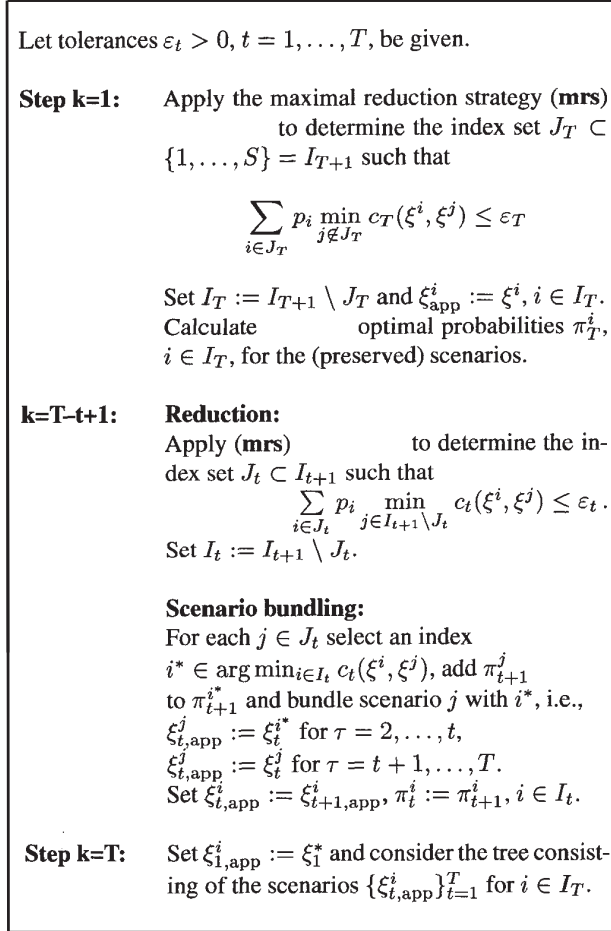 Let tolerances εt > 0, t = 1, . . . , T, be given.
Step k=1: Apply the maximal reduction strategy (mrs)
to determine the index set J_T ⊂
{1, . . . , S} = I_{T+1} such that
∑_{i∈J_T} p_i min_{j∉J_T} c_T(ξ^i, ξ^j) ≤ ε_T
Set I_T := I_{T+1} \ J_T and ξ^i_app := ξ^i, i ∈ I_T.
Calculate optimal probabilities π^i_T,
i ∈ I_T, for the (preserved) scenarios.
k=T–t+1: Reduction:
Apply (mrs) to determine the in-
dex set J_t ⊂ I_{t+1} such that
∑_{i∈J_t} p_i min_{j∈I_{t+1}\J_t} c_t(ξ^i, ξ^j) ≤ ε_t .
Set I_t := I_{t+1} \ J_t.
Scenario bundling:
For each j ∈ J_t select an index
i* ∈ arg min_{i∈I_t} c_t(ξ^i, ξ^j), add π^j_{t+1}
to π^{i*}_{t+1} and bundle scenario j with i*, i.e.,
ξ^j_{t,app} := ξ^{i*}_t for τ = 2, . . . , t,
ξ^j_{t,app} := ξ^j_t for τ = t + 1, . . . , T.
Set ξ^i_{t,app} := ξ^i_{t+1,app}, π^i_t := π^i_{t+1}, i ∈ I_t.
Step k=T: Set ξ^i_{1,app} := ξ^*_1 and consider the tree consist-
ing of the scenarios {ξ^i_{t,app}}^T_{t=1} for i ∈ I_T.